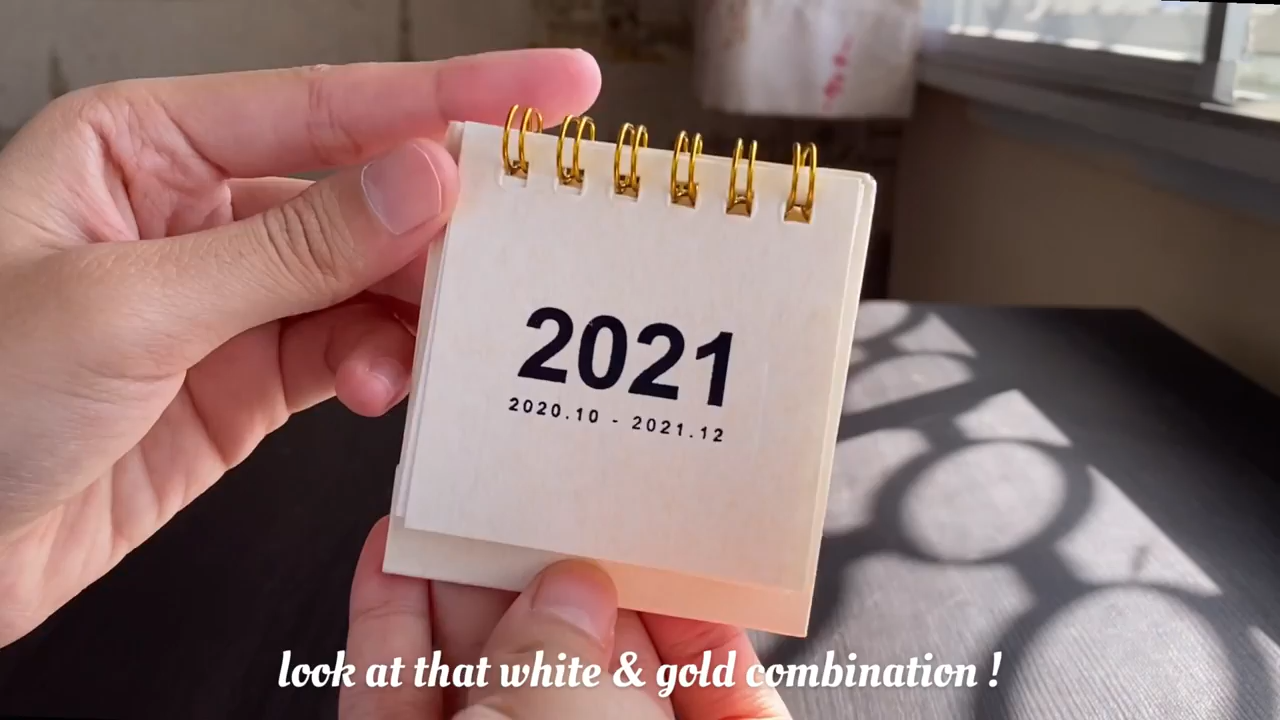 2021
2020.10 - 2021.12
look at that white & gold combination !